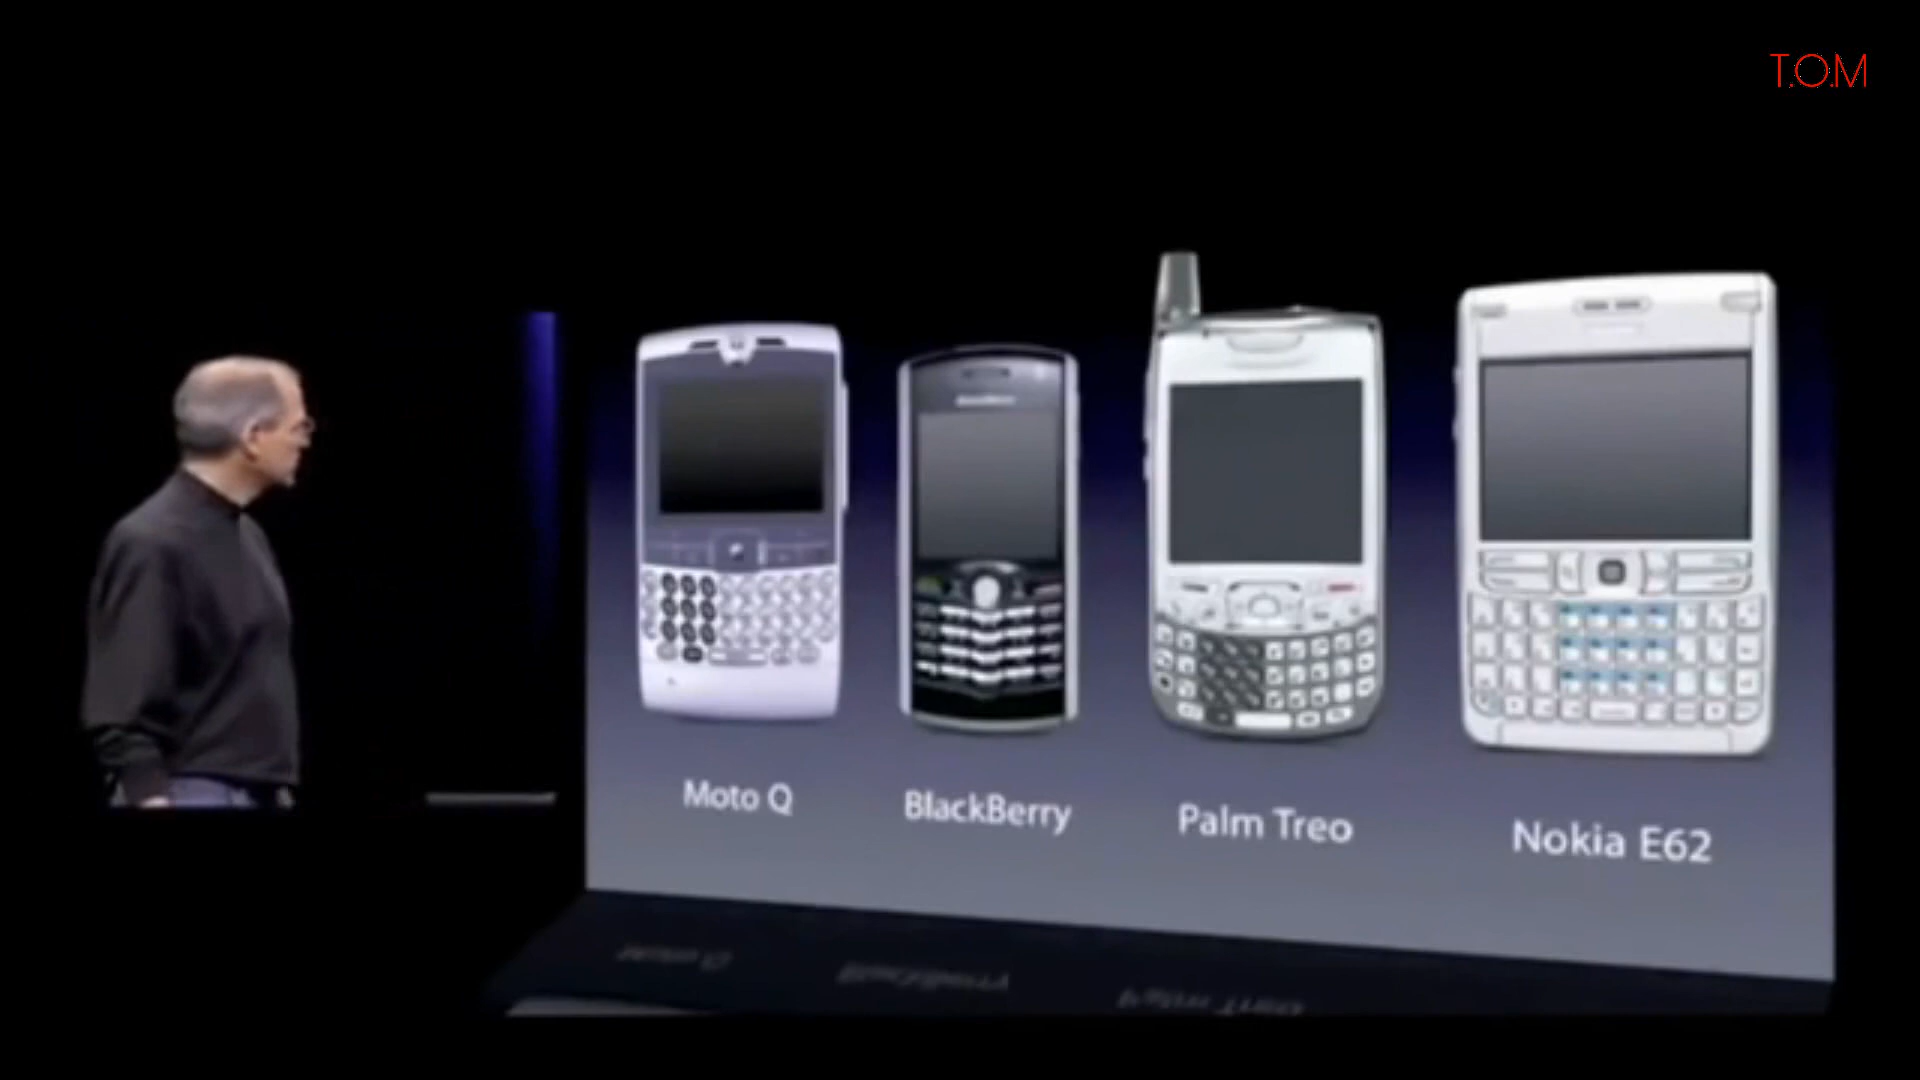 T.O.M
Moto Q
BlackBerry
Palm Treo
Nokia E62